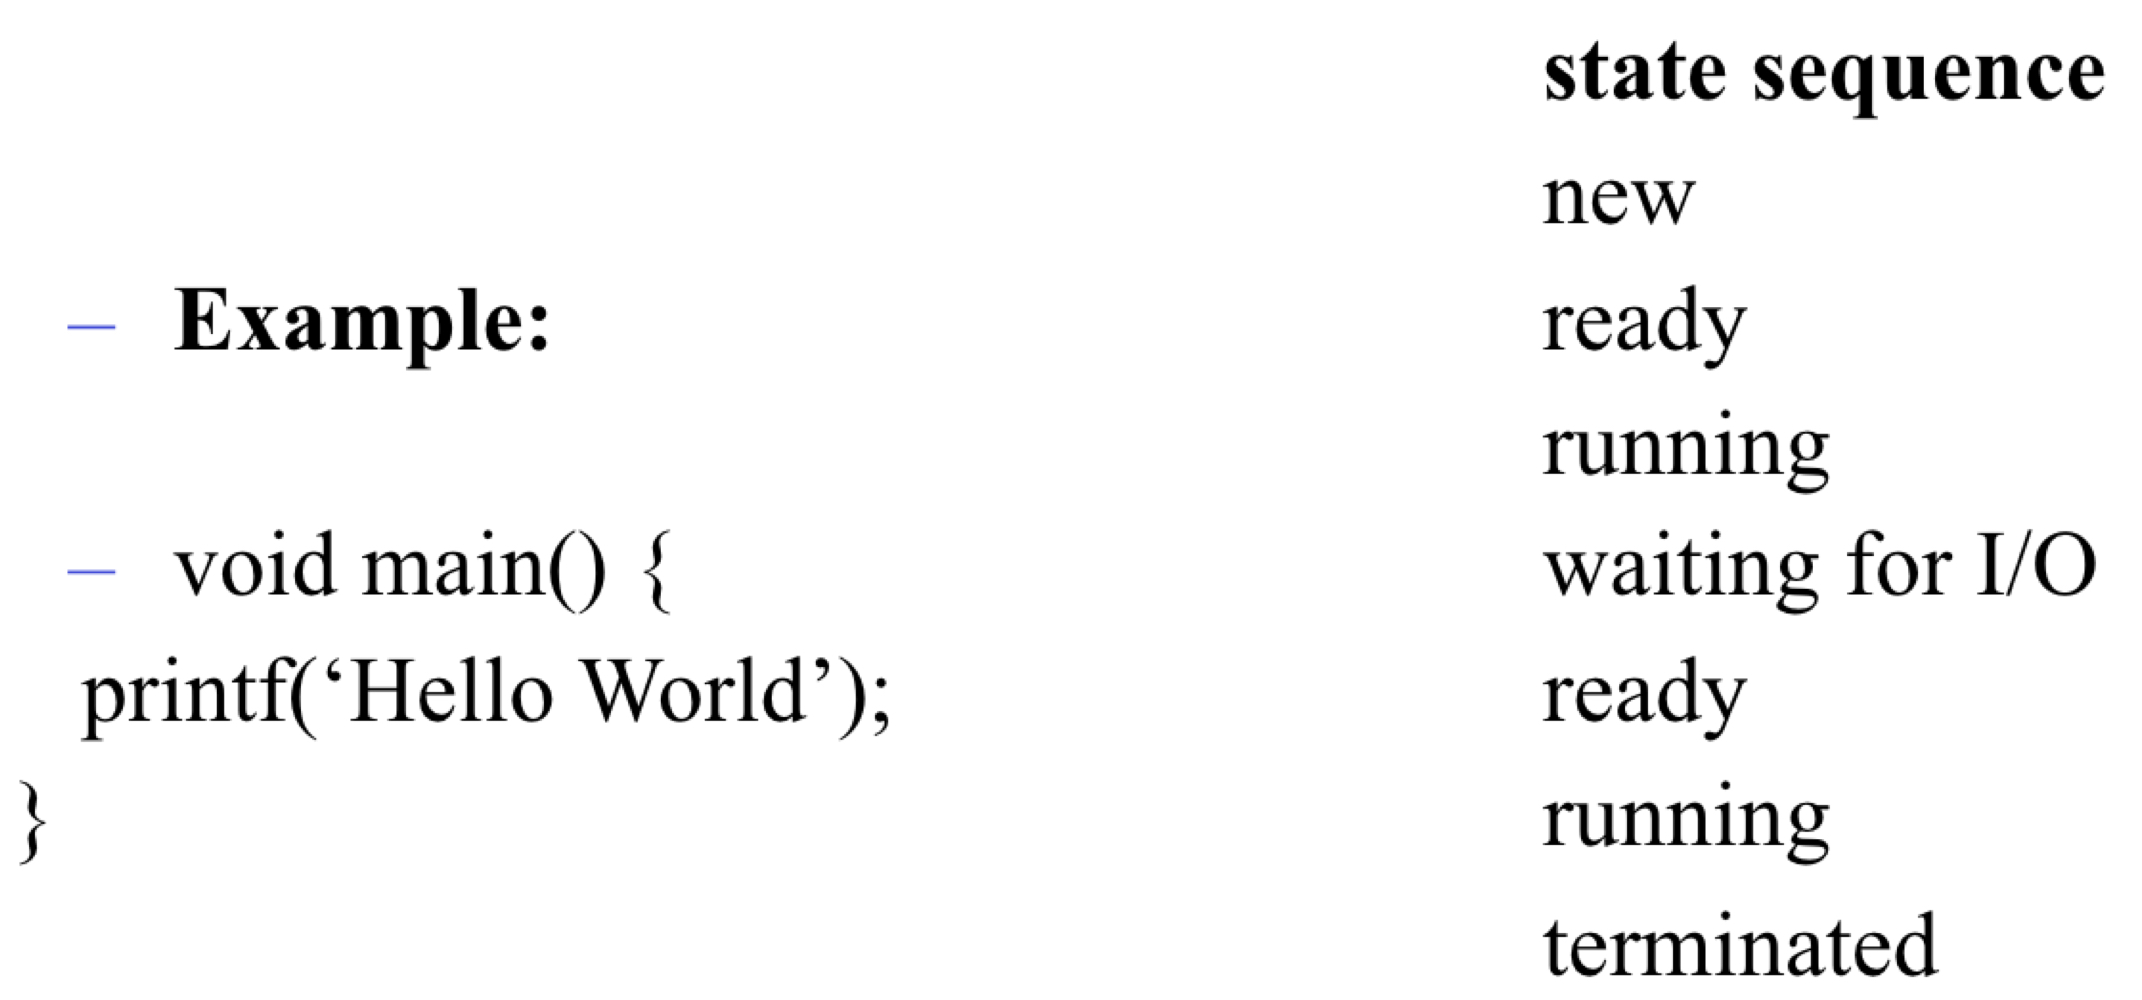 – Example:
– void main() {
printf(‘Hello World’);
}
state sequence
new
ready
running
waiting for I/O
ready
running
terminated